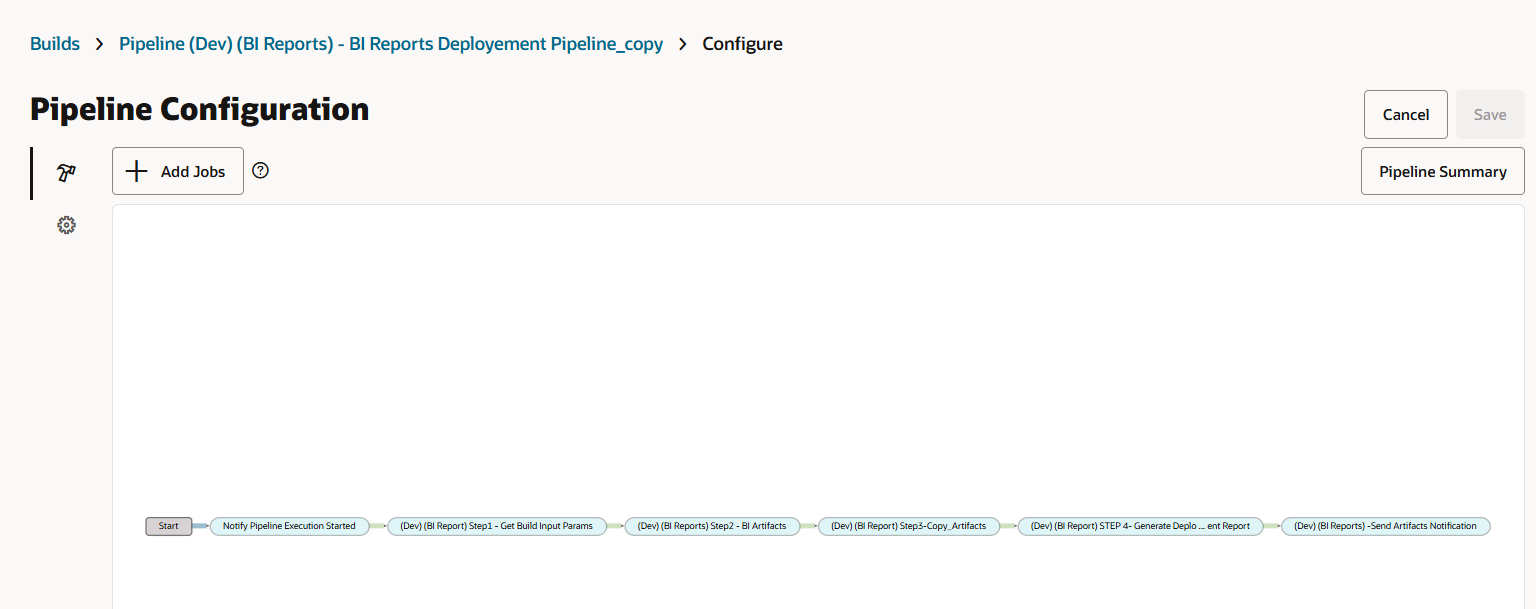 Builds > Pipeline (Dev) (BI Reports) - BI Reports Deployement Pipeline_copy > Configure
Pipeline Configuration
Cancel
Save
+ Add Jobs ?
Pipeline Summary
Start
Notify Pipeline Execution Started
(Dev) (BI Report) Step1 - Get Build Input Params
(Dev) (BI Reports) Step2 - BI Artifacts
(Dev) (BI Report) Step3-Copy_Artifacts
(Dev) (BI Report) STEP 4- Generate Deplo ... ent Report
(Dev) (BI Reports) -Send Artifacts Notification